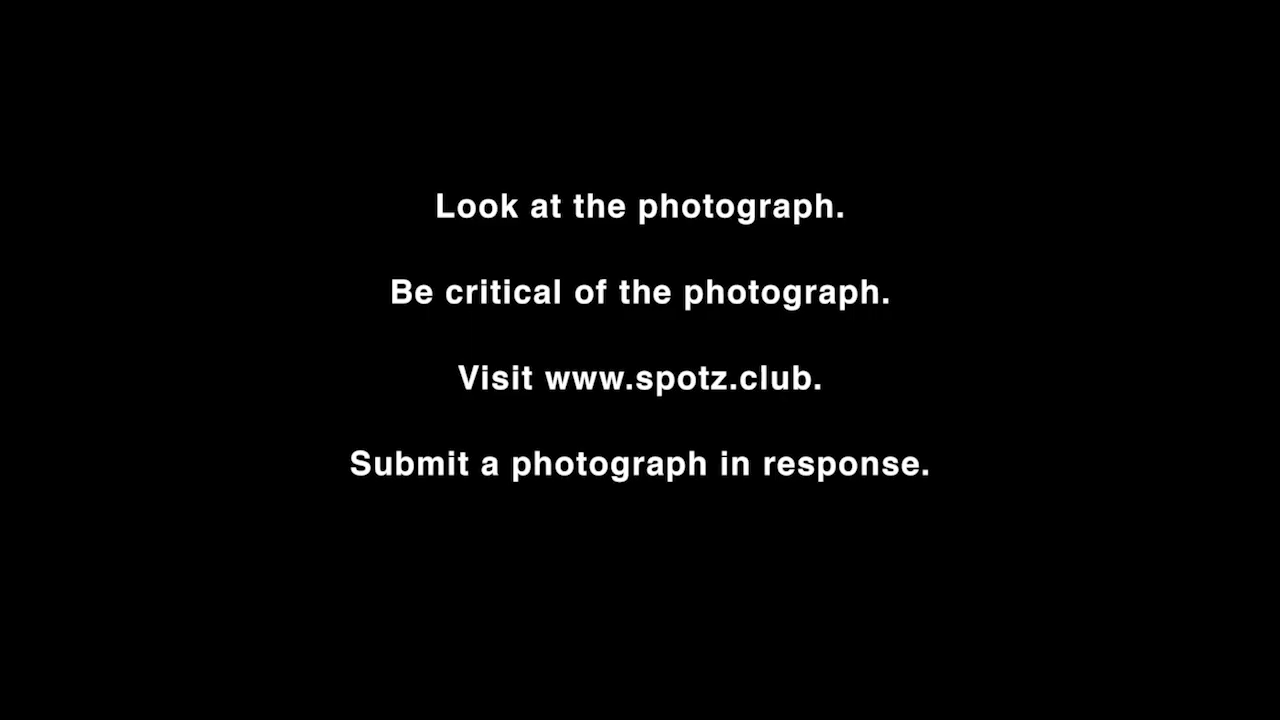 Look at the photograph.
Be critical of the photograph.
Visit www.spotz.club.
Submit a photograph in response.